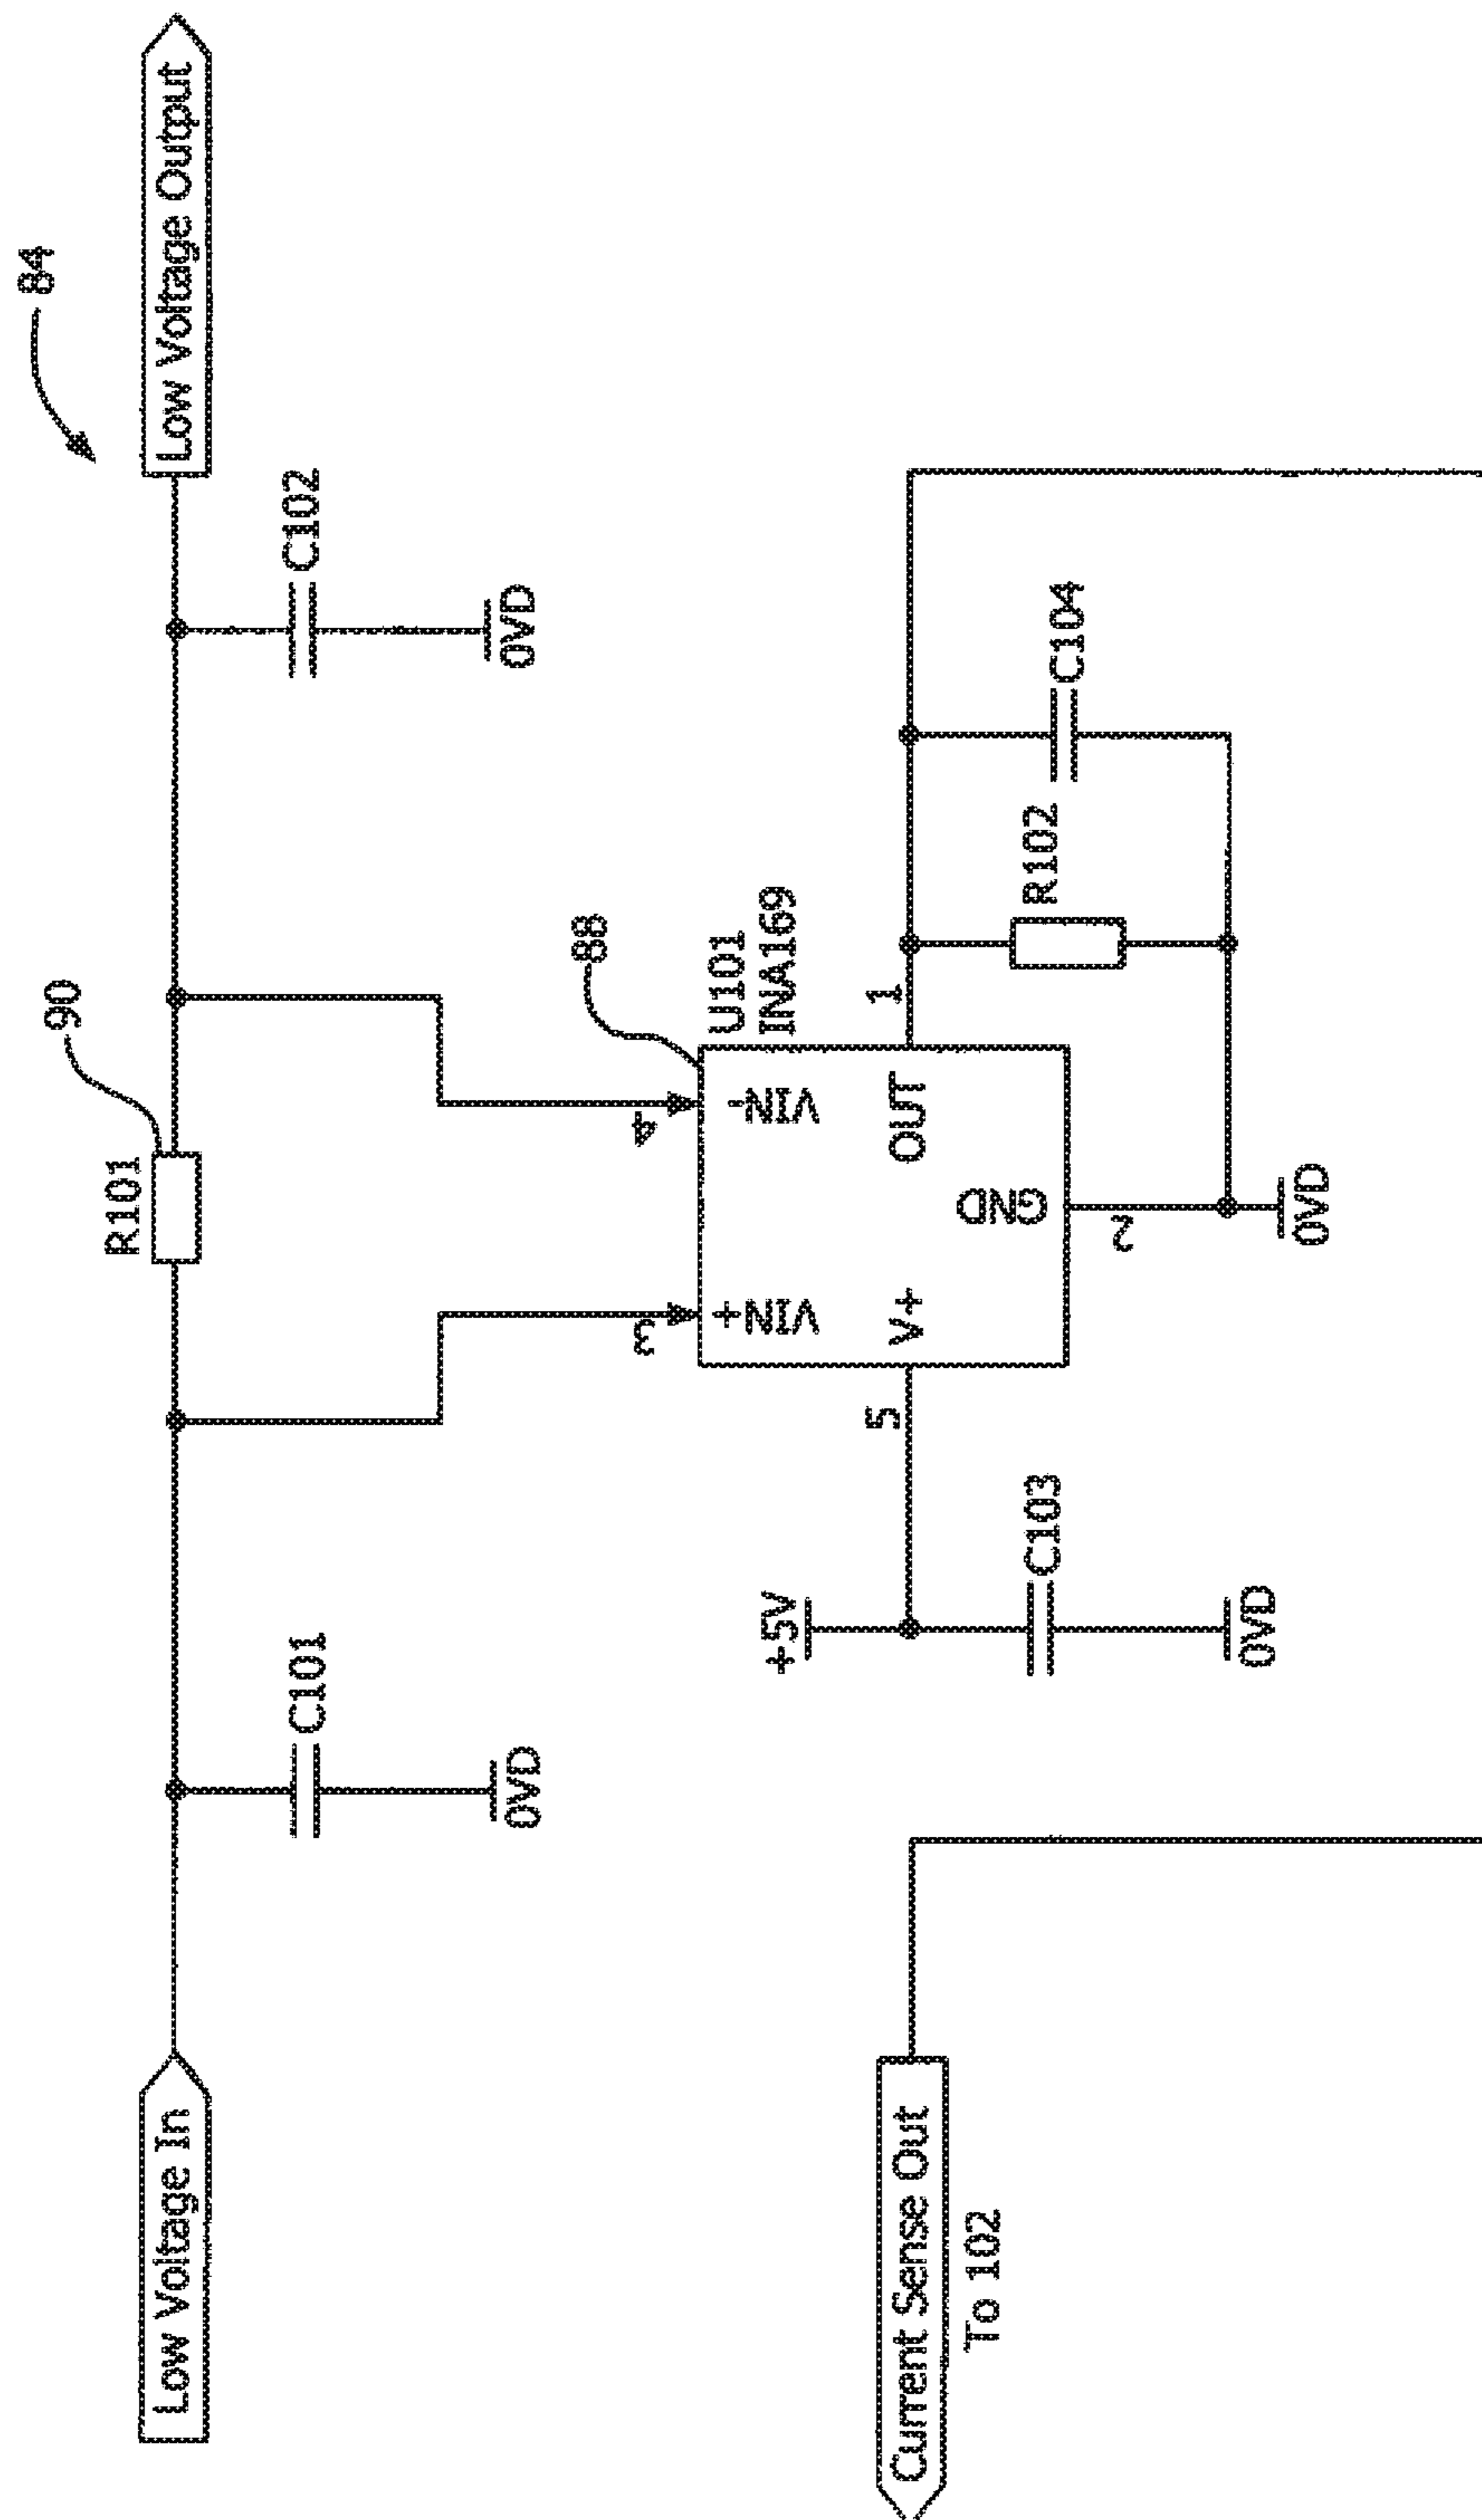 84
Low Voltage In
Low Voltage Output
90
R101
C101
0VD
C102
0VD
88
U101
INA169
3
4
VIN+
VIN-
+5V
5
V+
OUT
1
GND
2
C103
0VD
R102
C104
0VD
Current Sense Out
To 102